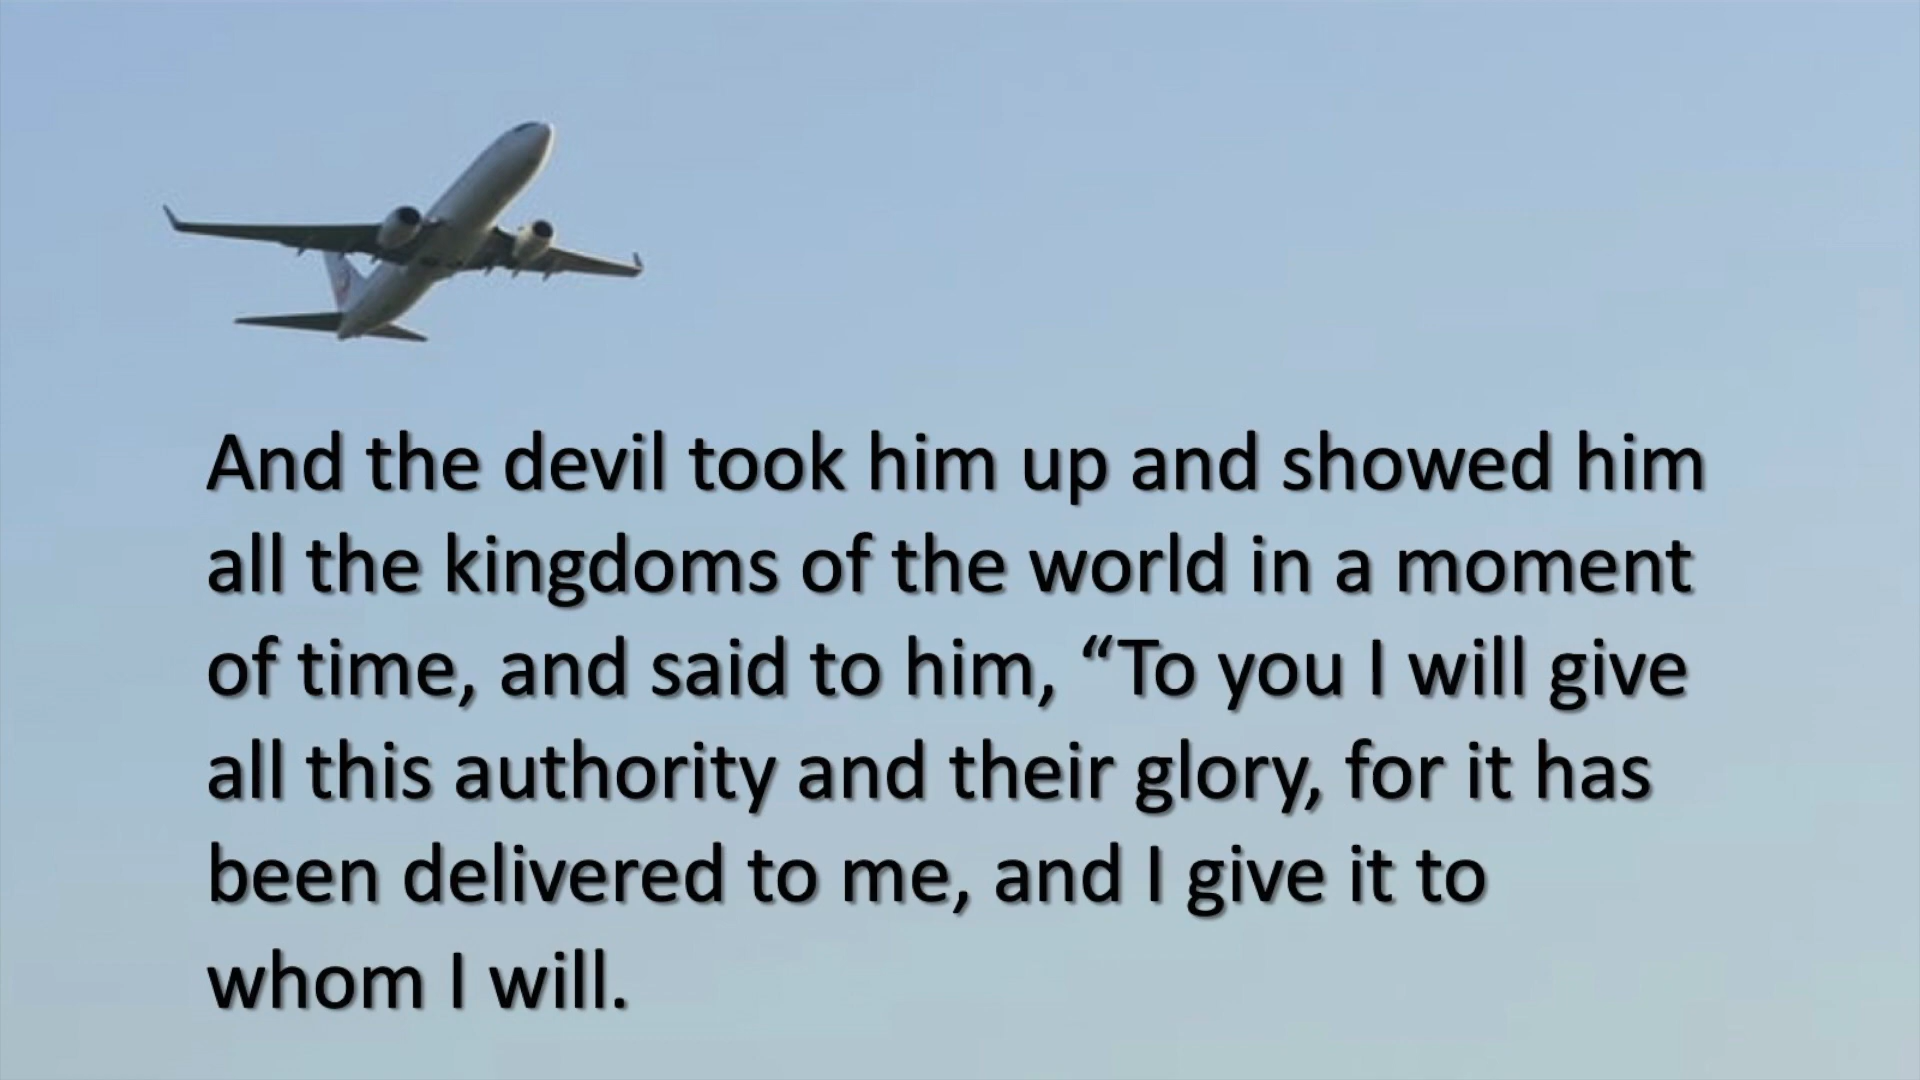 And the devil took him up and showed him
all the kingdoms of the world in a moment
of time, and said to him, “To you I will give
all this authority and their glory, for it has
been delivered to me, and I give it to
whom I will.